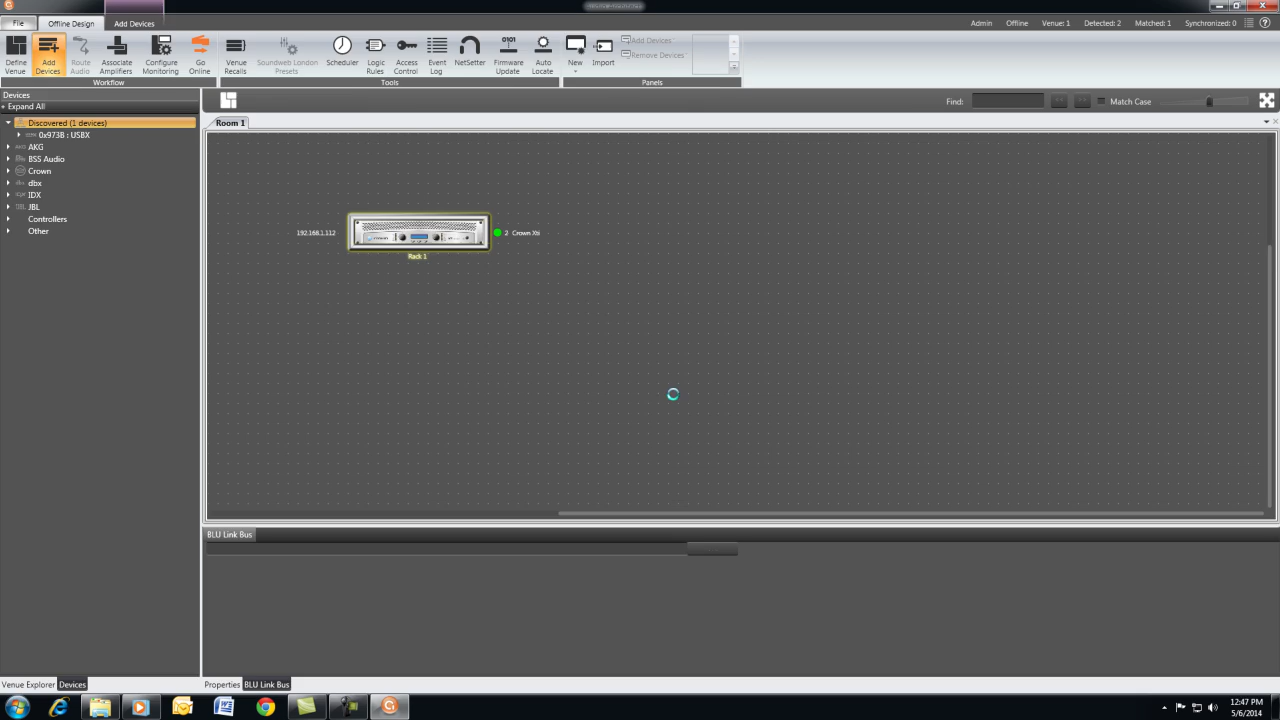 File
Offline Design
Add Devices
Admin
Offline
Venue: 1
Detected: 2
Matched: 1
Synchronized: 0
Define Venue
Add Devices
Route Audio
Associate Amplifiers
Configure Monitoring
Go Online
Venue Recalls
Soundweb London Presets
Scheduler
Logic Rules
Access Control
Event Log
NetSetter
Firmware Update
Auto Locate
New
Import
Add Devices
Remove Devices
Workflow
Tools
Panels
Devices
Expand All
Find:
Match Case
Discovered (1 devices)
0x973B : USBX
AKG
BSS Audio
Crown
dbx
IDX
JBL
Controllers
Other
Room 1
192.168.1.112
2 Crown Xti
Rack 1
BLU Link Bus
Venue Explorer
Devices
Properties
BLU Link Bus
12:47 PM
5/6/2014